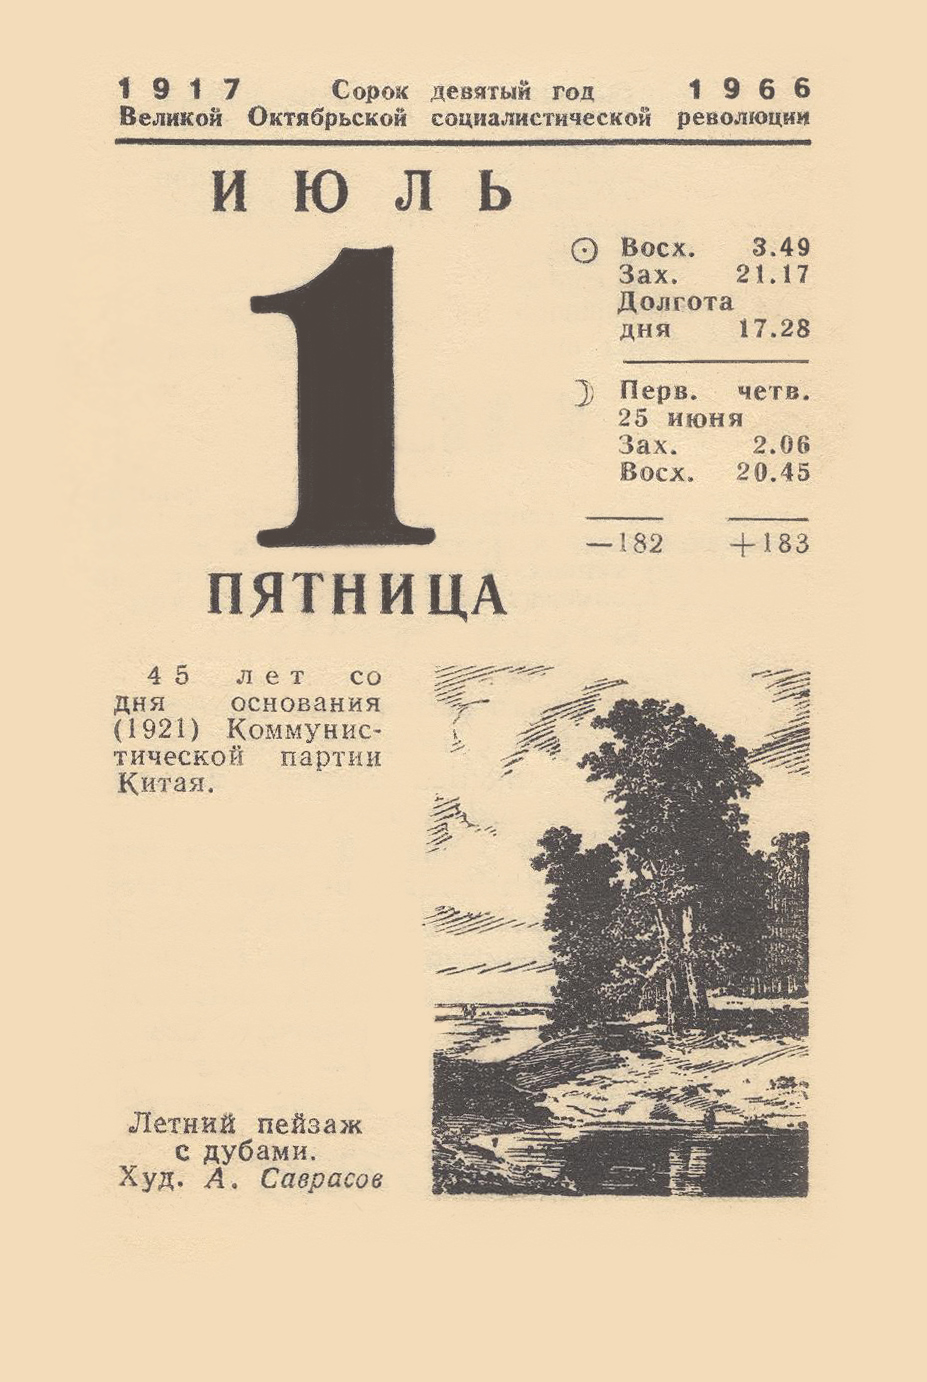 1917 Сорок девятый год 1966
Великой Октябрьской социалистической революции
ИЮЛЬ
1
ПЯТНИЦА
Восх. 3.49
Зах. 21.17
Долгота
дня 17.28
Перв. четв.
25 июня
Зах. 2.06
Восх. 20.45
—182 +183
45 лет со
дня основания
(1921) Коммунис-
тической партии
Китая.
Летний пейзаж
с дубами.
Худ. А. Саврасов